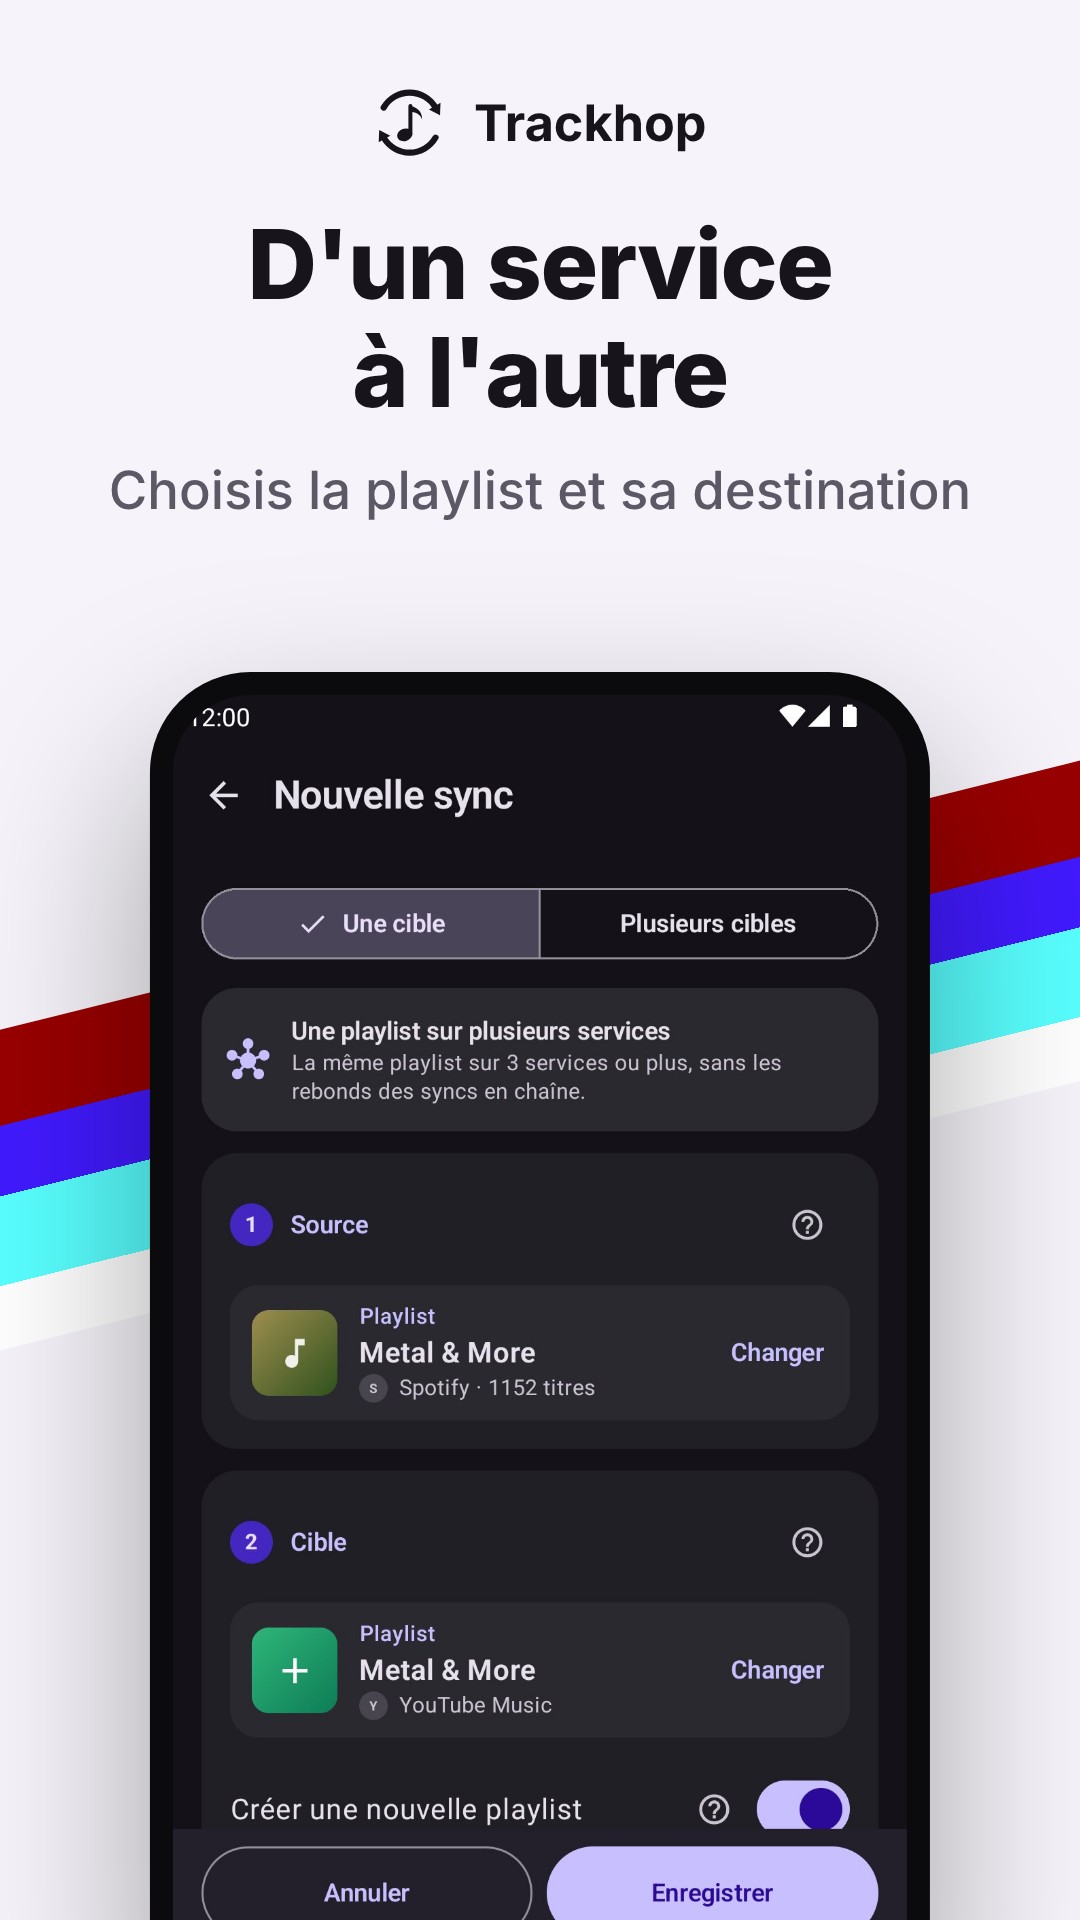 Trackhop
D'un service
à l'autre
Choisis la playlist et sa destination
12:00
Nouvelle sync
Une cible
Plusieurs cibles
Une playlist sur plusieurs services
La même playlist sur 3 services ou plus, sans les
rebonds des syncs en chaîne.
1 Source
Playlist
Metal & More
Changer
S Spotify · 1152 titres
2 Cible
Playlist
Metal & More
Changer
Y YouTube Music
Créer une nouvelle playlist
Annuler
Enregistrer